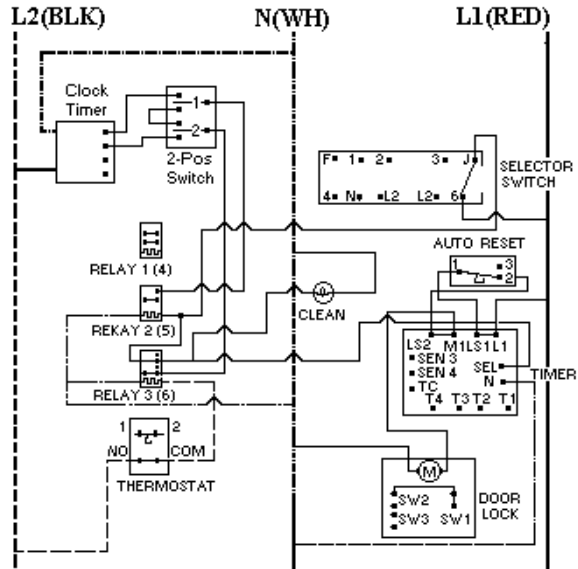 L2(BLK) N(WH) L1(RED)
Clock
Timer
1
2
2-Pos
Switch
F 1 2 3 J
4 N L2 L2 6
SELECTOR
SWITCH
AUTO RESET
1 3
2
RELAY 1 (4)
REKAY 2 (5)
CLEAN
RELAY 3 (6)
LS2 M1 LS1 L1
SEN 3
SEL
SEN 4
N
TC
T4 T3 T2 T1
TIMER
1 2
NO COM
THERMOSTAT
M
SW2
SW3 SW1
DOOR
LOCK